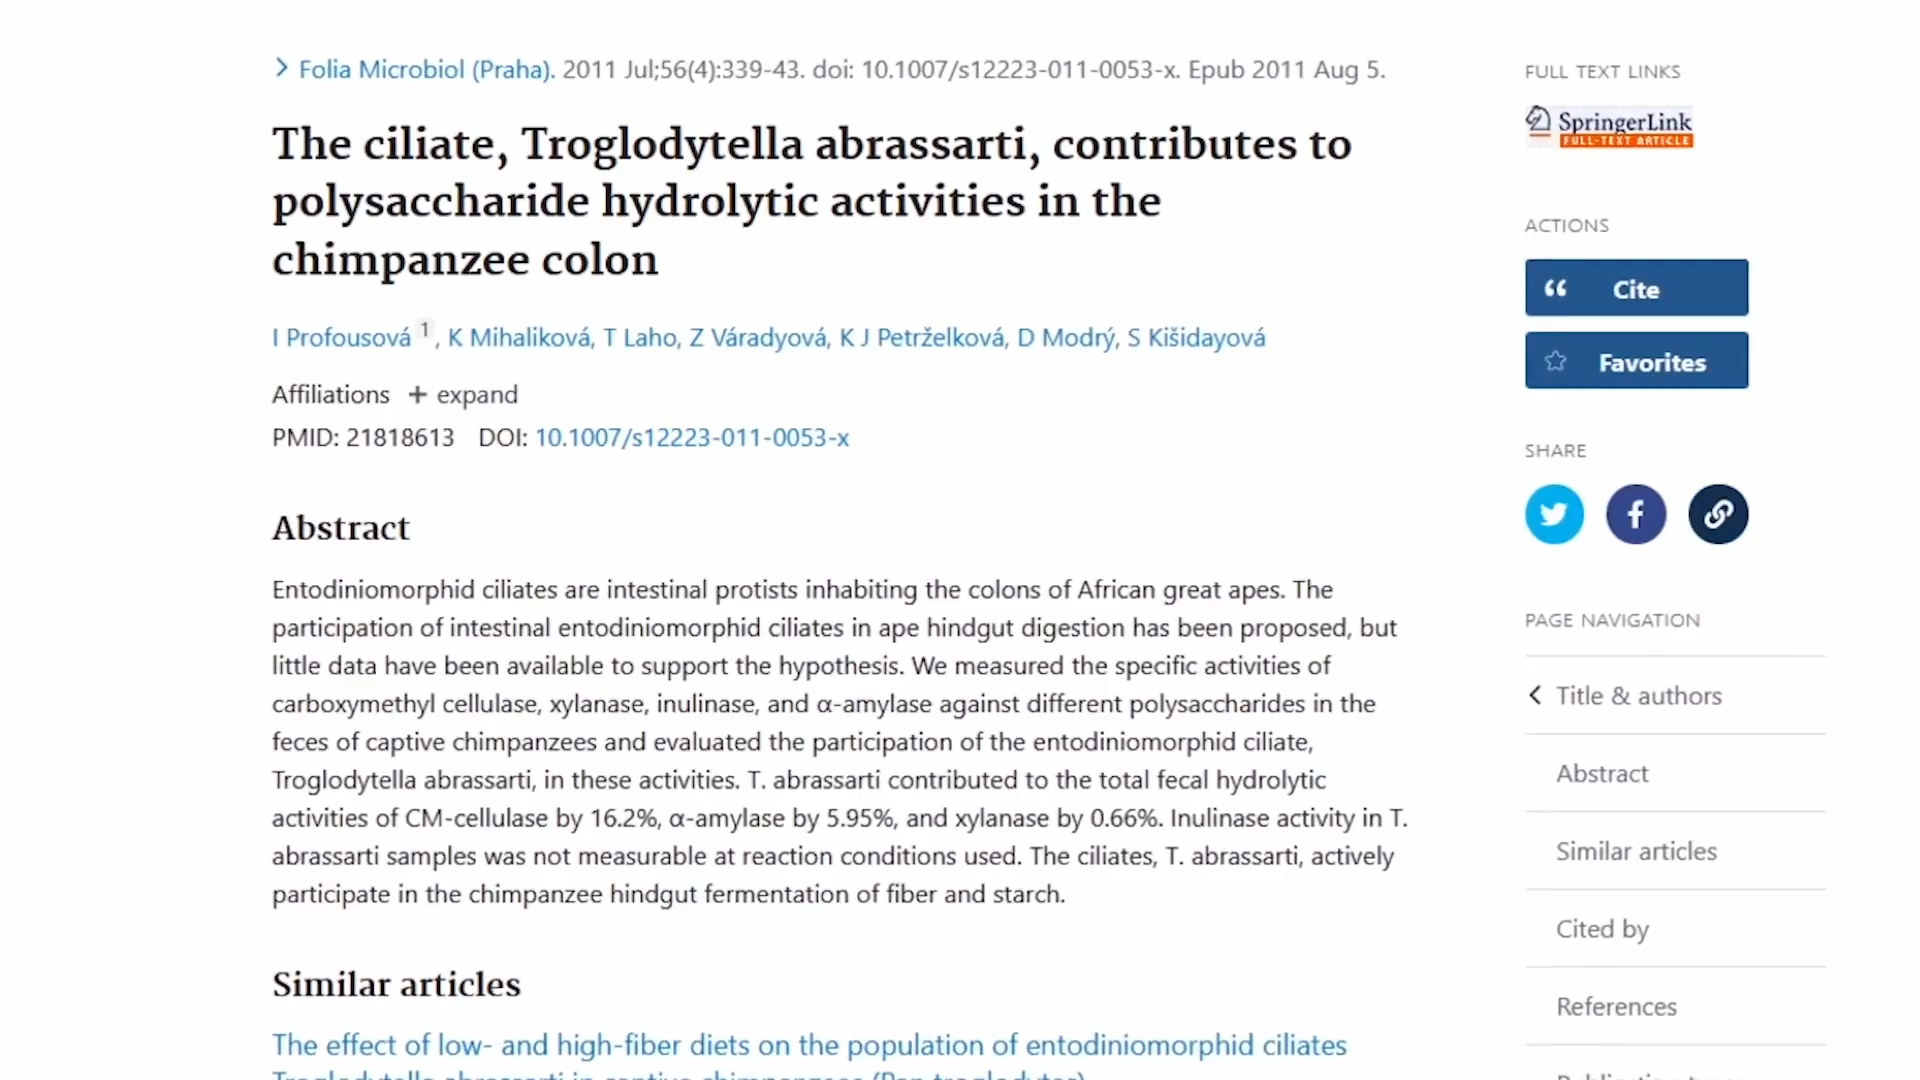 Folia Microbiol (Praha). 2011 Jul;56(4):339-43. doi: 10.1007/s12223-011-0053-x. Epub 2011 Aug 5.
The ciliate, Troglodytella abrassarti, contributes to
polysaccharide hydrolytic activities in the
chimpanzee colon
I Profousová 1, K Mihaliková, T Laho, Z Váradyová, K J Petrželková, D Modrý, S Kišidayová
Affiliations + expand
PMID: 21818613 DOI: 10.1007/s12223-011-0053-x
Abstract
Entodiniomorphid ciliates are intestinal protists inhabiting the colons of African great apes. The
participation of intestinal entodiniomorphid ciliates in ape hindgut digestion has been proposed, but
little data have been available to support the hypothesis. We measured the specific activities of
carboxymethyl cellulase, xylanase, inulinase, and α-amylase against different polysaccharides in the
feces of captive chimpanzees and evaluated the participation of the entodiniomorphid ciliate,
Troglodytella abrassarti, in these activities. T. abrassarti contributed to the total fecal hydrolytic
activities of CM-cellulase by 16.2%, α-amylase by 5.95%, and xylanase by 0.66%. Inulinase activity in T.
abrassarti samples was not measurable at reaction conditions used. The ciliates, T. abrassarti, actively
participate in the chimpanzee hindgut fermentation of fiber and starch.
Similar articles
The effect of low- and high-fiber diets on the population of entodiniomorphid ciliates
Troglodytella abrassarti in captive chimpanzees (Pan troglodytes).
FULL TEXT LINKS
SpringerLink
FULL-TEXT ARTICLE
ACTIONS
Cite
Favorites
SHARE
PAGE NAVIGATION
Title & authors
Abstract
Similar articles
Cited by
References